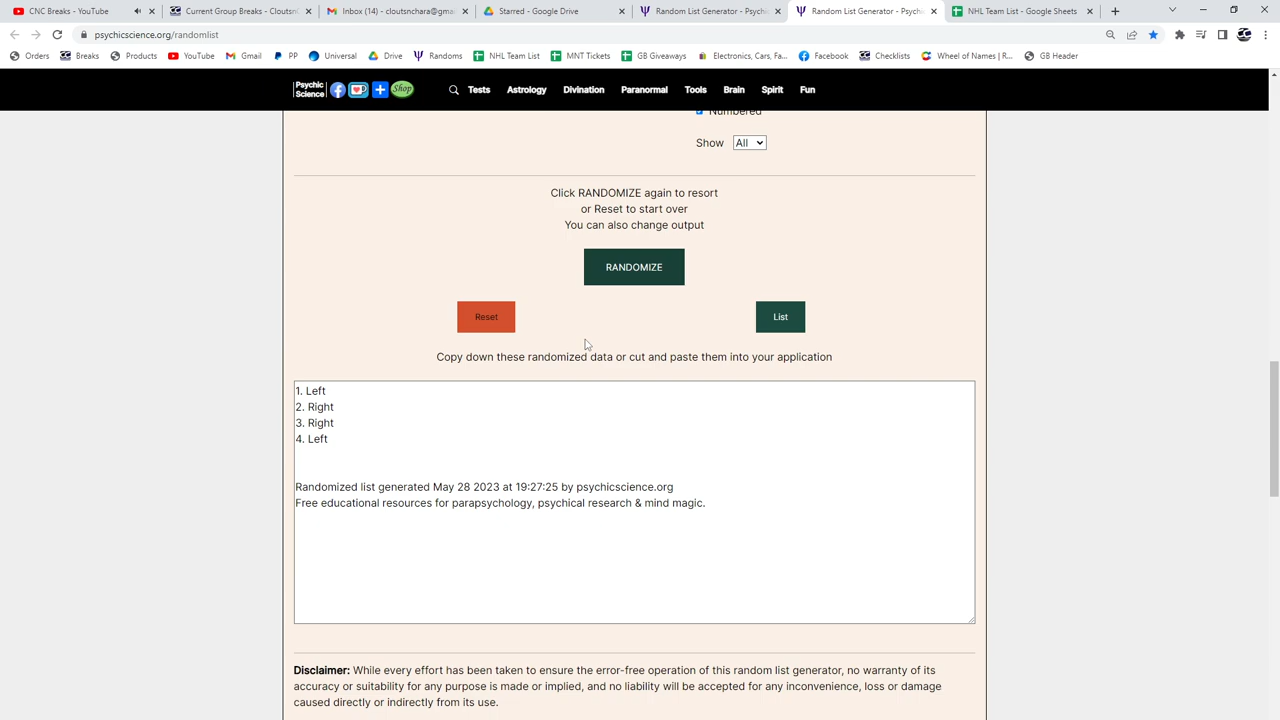 CNC Breaks - YouTube
Current Group Breaks - CloutsnC
Inbox (14) - cloutsnchara@gma
Starred - Google Drive
Random List Generator - Psychic
Random List Generator - Psychic
NHL Team List - Google Sheets
psychicscience.org/randomlist
Orders Breaks Products YouTube Gmail PP Universal Drive Randoms NHL Team List MNT Tickets GB Giveaways Electronics, Cars, Fa... Facebook Checklists Wheel of Names | R... GB Header
Psychic
Science
Shop
Tests Astrology Divination Paranormal Tools Brain Spirit Fun
Numbered
Show All
Click RANDOMIZE again to resort
or Reset to start over
You can also change output
RANDOMIZE
Reset List
Copy down these randomized data or cut and paste them into your application
1. Left
2. Right
3. Right
4. Left
Randomized list generated May 28 2023 at 19:27:25 by psychicscience.org
Free educational resources for parapsychology, psychical research & mind magic.
Disclaimer: While every effort has been taken to ensure the error-free operation of this random list generator, no warranty of its
accuracy or suitability for any purpose is made or implied, and no liability will be accepted for any inconvenience, loss or damage
caused directly or indirectly from its use.